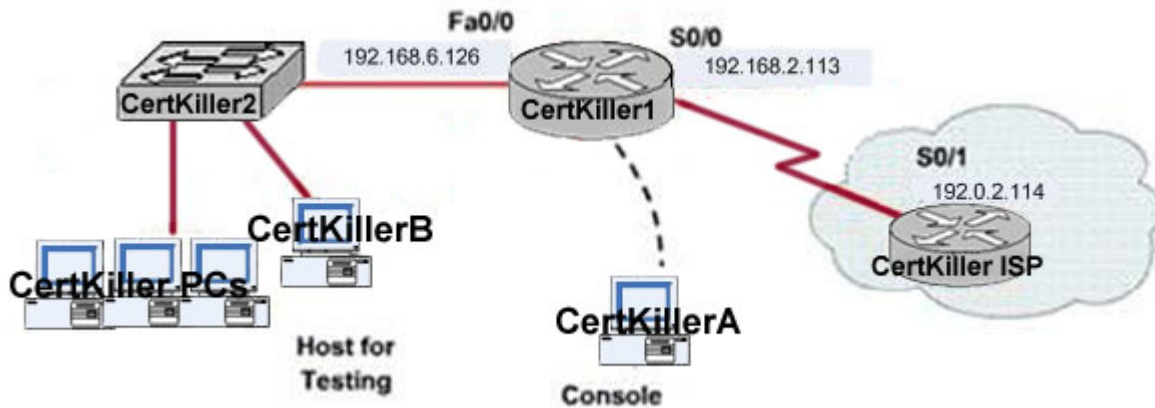 Fa0/0
192.168.6.126
S0/0
192.168.2.113
CertKiller2
CertKiller1
S0/1
192.0.2.114
CertKiller ISP
CertKillerB
CertKiller PCs
CertKillerA
Host for
Testing
Console